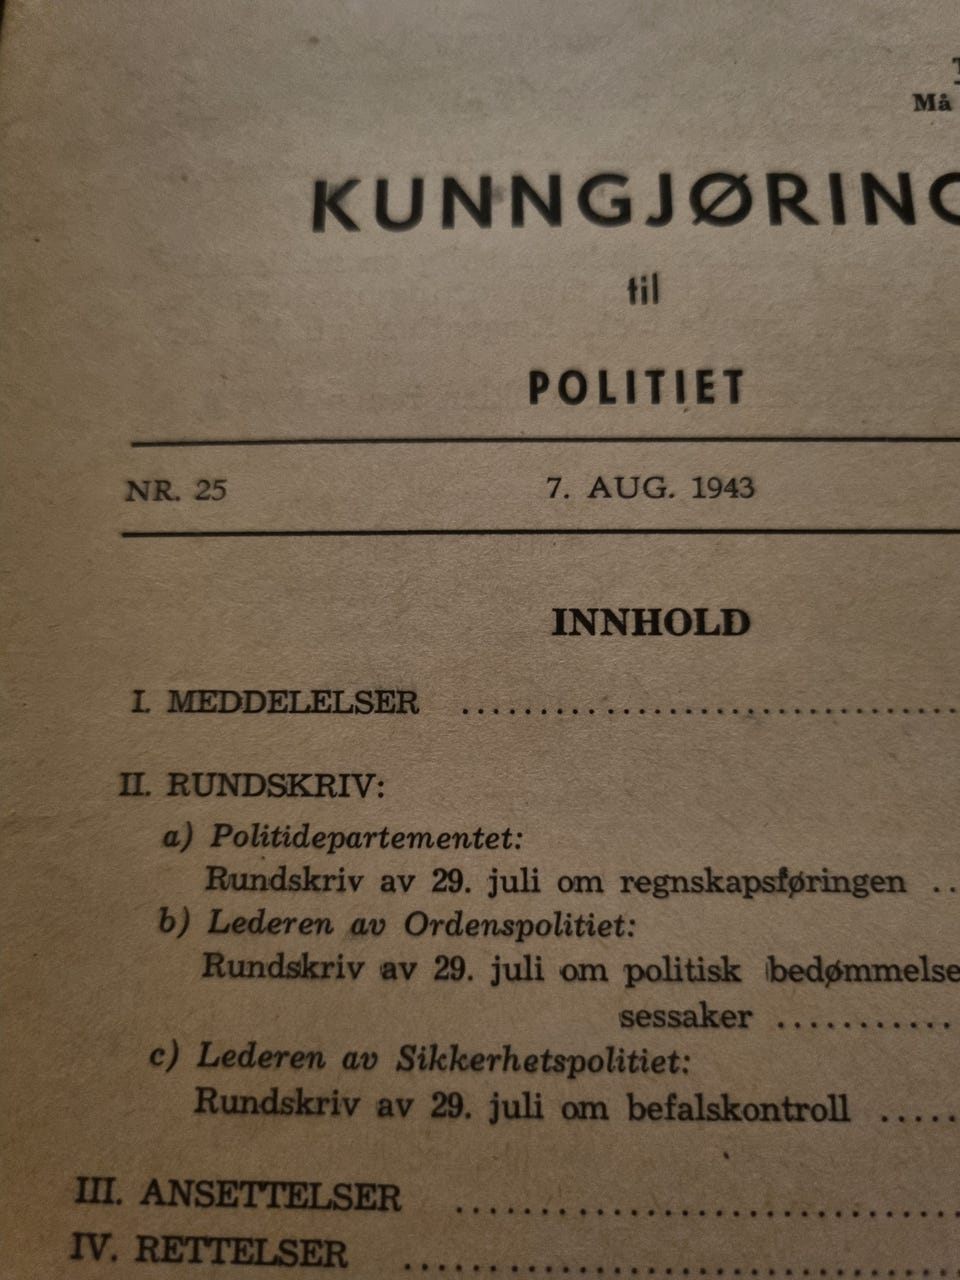 Må
KUNNGJØRING
til
POLITIET
NR. 25 7. AUG. 1943
INNHOLD
I. MEDDELELSER ................................
II. RUNDSKRIV:
a) Politidepartementet:
Rundskriv av 29. juli om regnskapsføringen ..
b) Lederen av Ordenspolitiet:
Rundskriv av 29. juli om politisk bedømmelse
sessaker ...........
c) Lederen av Sikkerhetspolitiet:
Rundskriv av 29. juli om befalskontroll .....
III. ANSETTELSER ................................
IV. RETTELSER ................................